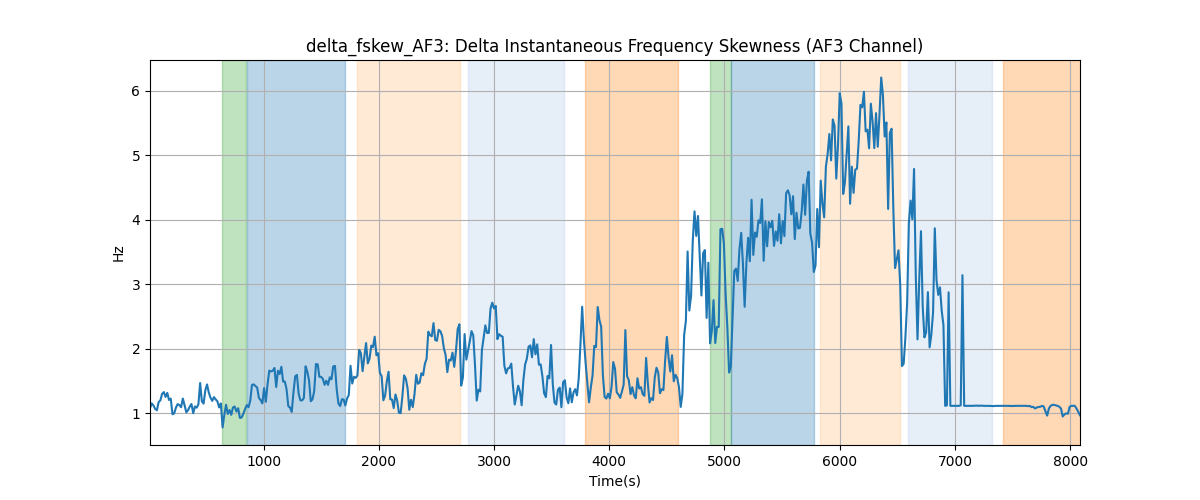 delta_fskew_AF3: Delta Instantaneous Frequency Skewness (AF3 Channel)
6
5
4
3
2
1
Hz
1000 2000 3000 4000 5000 6000 7000 8000
Time(s)